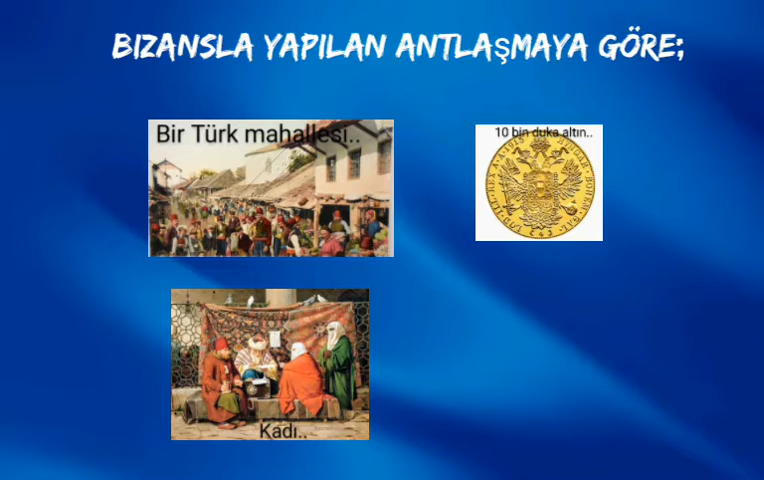 BIZANSLA YAPILAN ANTLAŞMAYA GÖRE;
Bir Türk mahallesi..
10 bin duka altın..
Kadı..